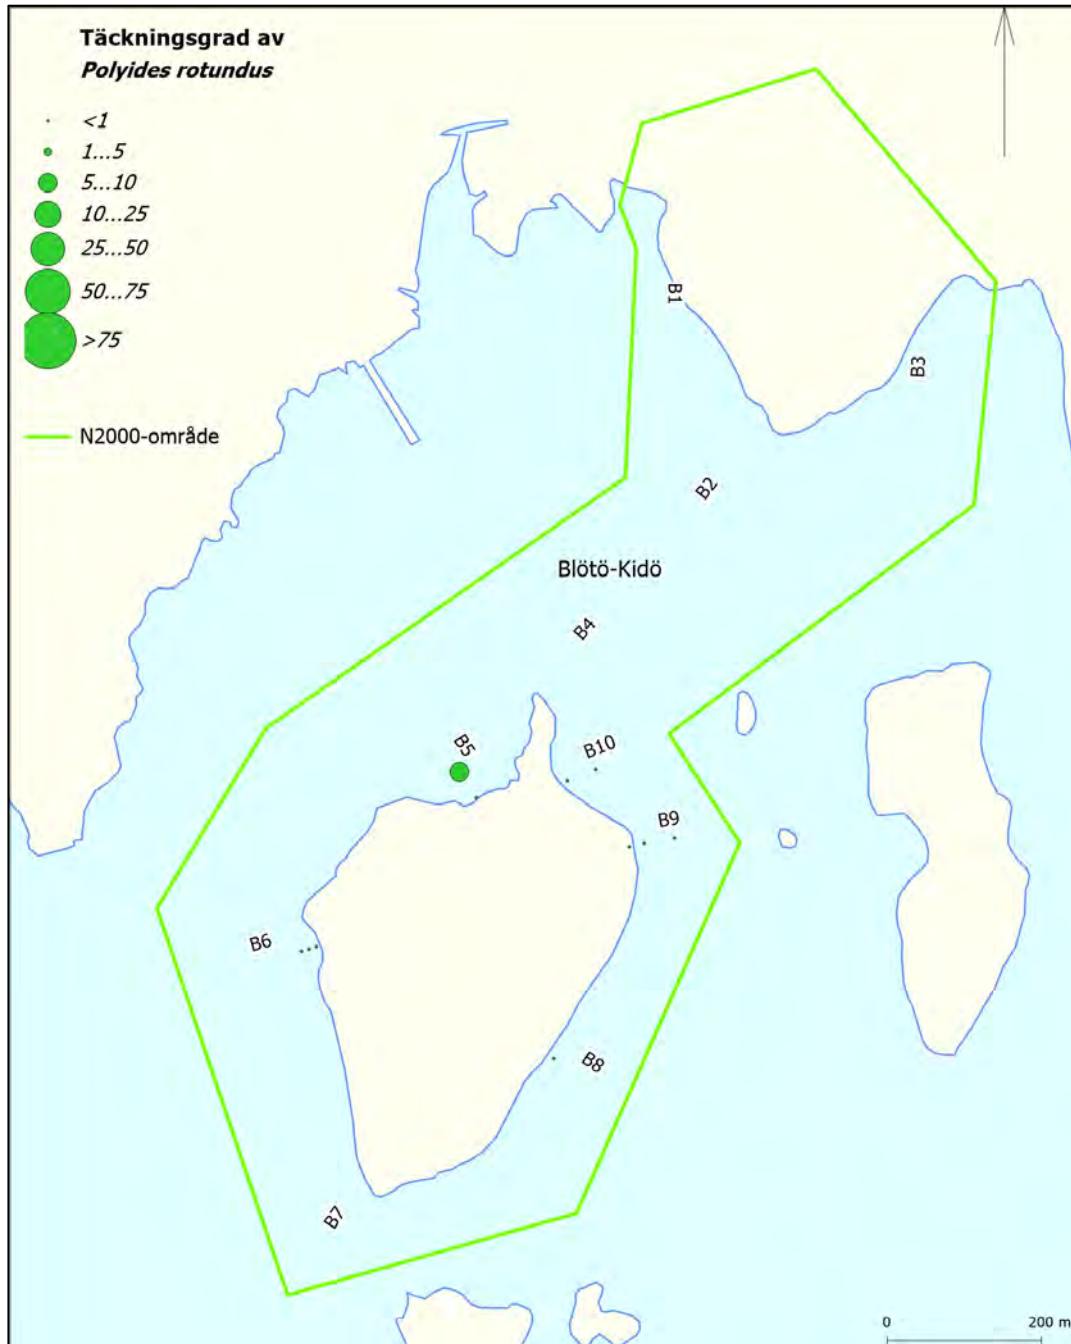 Täckningsgrad av
Polyides rotundus
<1
1...5
5...10
10...25
25...50
50...75
>75
N2000-område
B1
B3
B2
Blötö-Kidö
B4
B5
B10
B9
B6
B8
B7
0 200 m